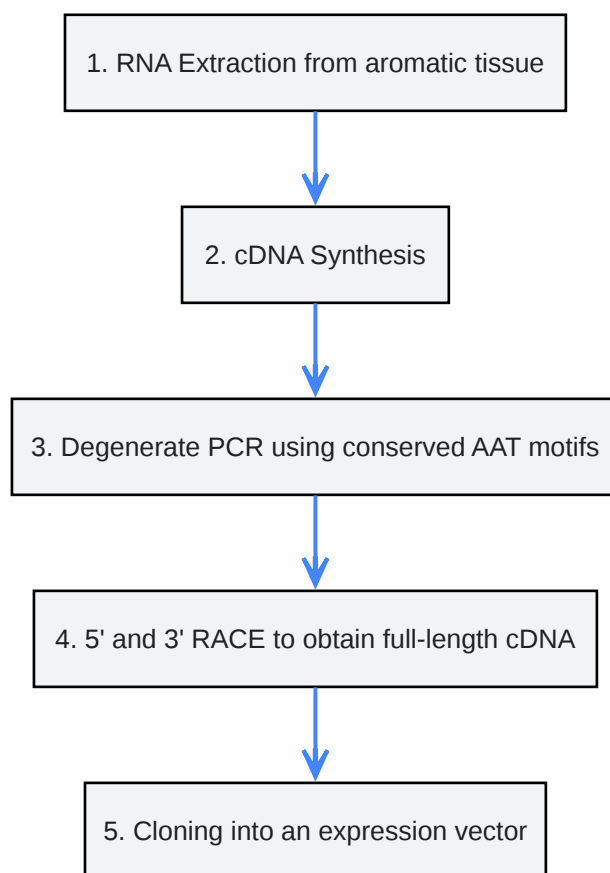 1. RNA Extraction from aromatic tissue
2. cDNA Synthesis
3. Degenerate PCR using conserved AAT motifs
4. 5' and 3' RACE to obtain full-length cDNA
5. Cloning into an expression vector